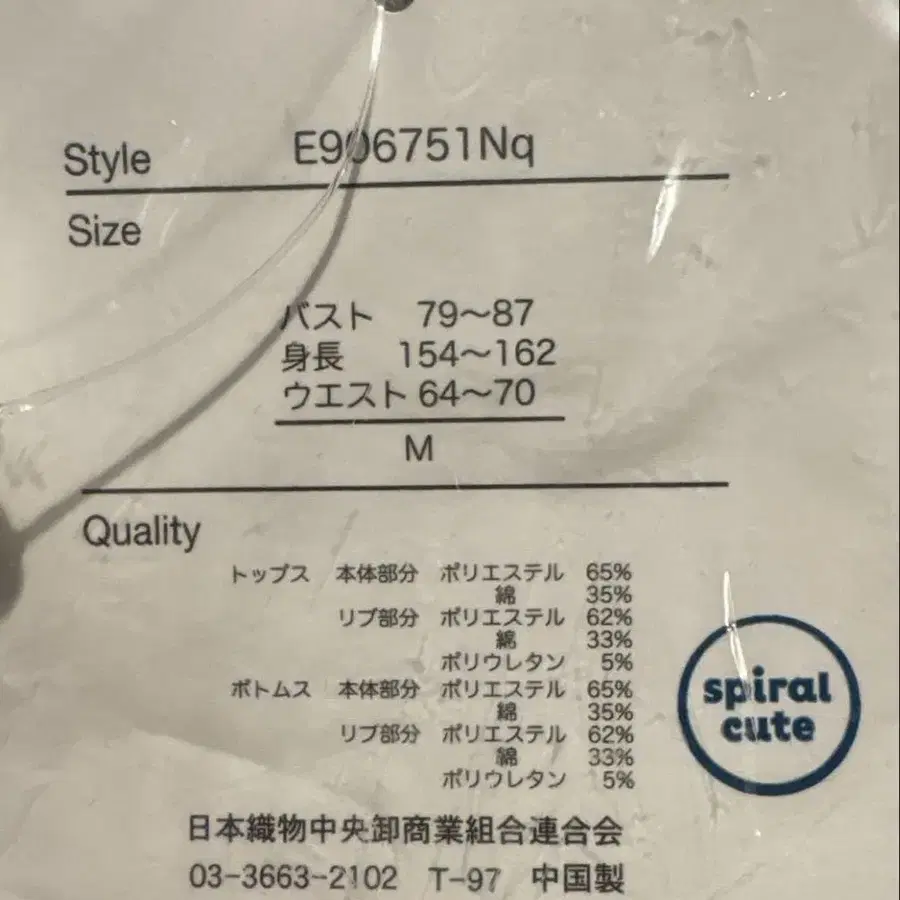 Style E906751Nq
Size
バスト 79～87
身長 154～162
ウエスト 64～70
M
Quality
トップス 本体部分 ポリエステル 65%
綿 35%
リブ部分 ポリエステル 62%
綿 33%
ポリウレタン 5%
ボトムス 本体部分 ポリエステル 65%
綿 35%
リブ部分 ポリエステル 62%
綿 33%
ポリウレタン 5%
spiral
cute
日本織物中央卸商業組合連合会
03-3663-2102 T-97 中国製